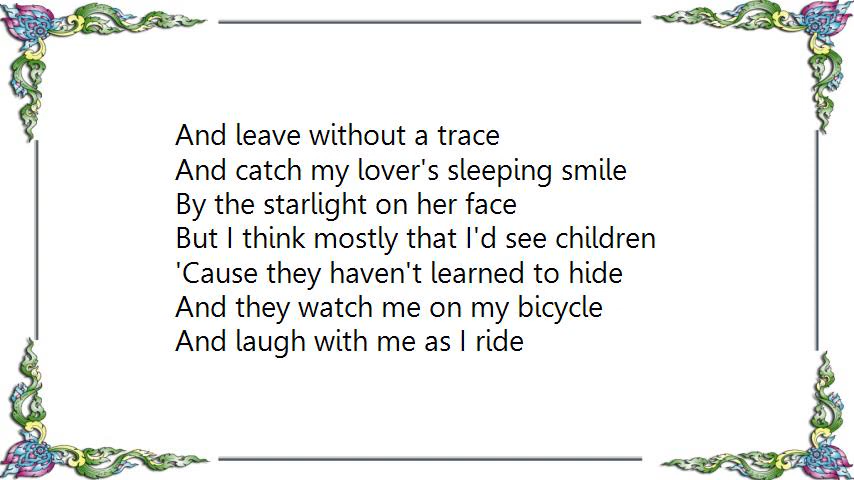 And leave without a trace
And catch my lover's sleeping smile
By the starlight on her face
But I think mostly that I'd see children
'Cause they haven't learned to hide
And they watch me on my bicycle
And laugh with me as I ride